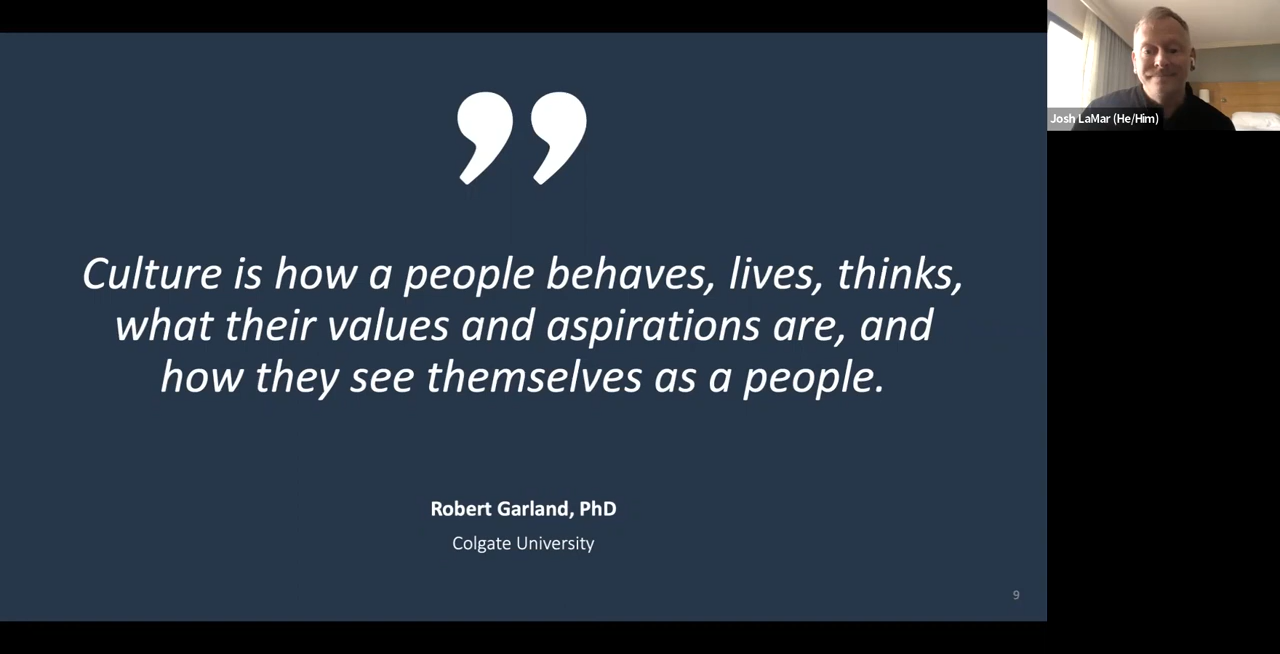 ”
Culture is how a people behaves, lives, thinks,
what their values and aspirations are, and
how they see themselves as a people.
Robert Garland, PhD
Colgate University
9
Josh LaMar (He/Him)